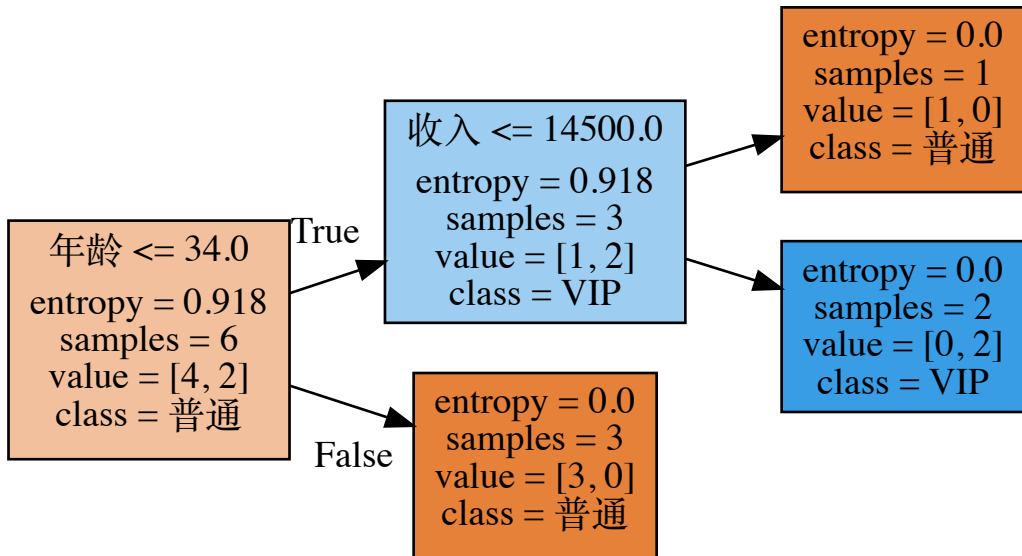 年龄 <= 34.0
entropy = 0.918
samples = 6
value = [4, 2]
class = 普通
True
False
收入 <= 14500.0
entropy = 0.918
samples = 3
value = [1, 2]
class = VIP
entropy = 0.0
samples = 3
value = [3, 0]
class = 普通
entropy = 0.0
samples = 1
value = [1, 0]
class = 普通
entropy = 0.0
samples = 2
value = [0, 2]
class = VIP